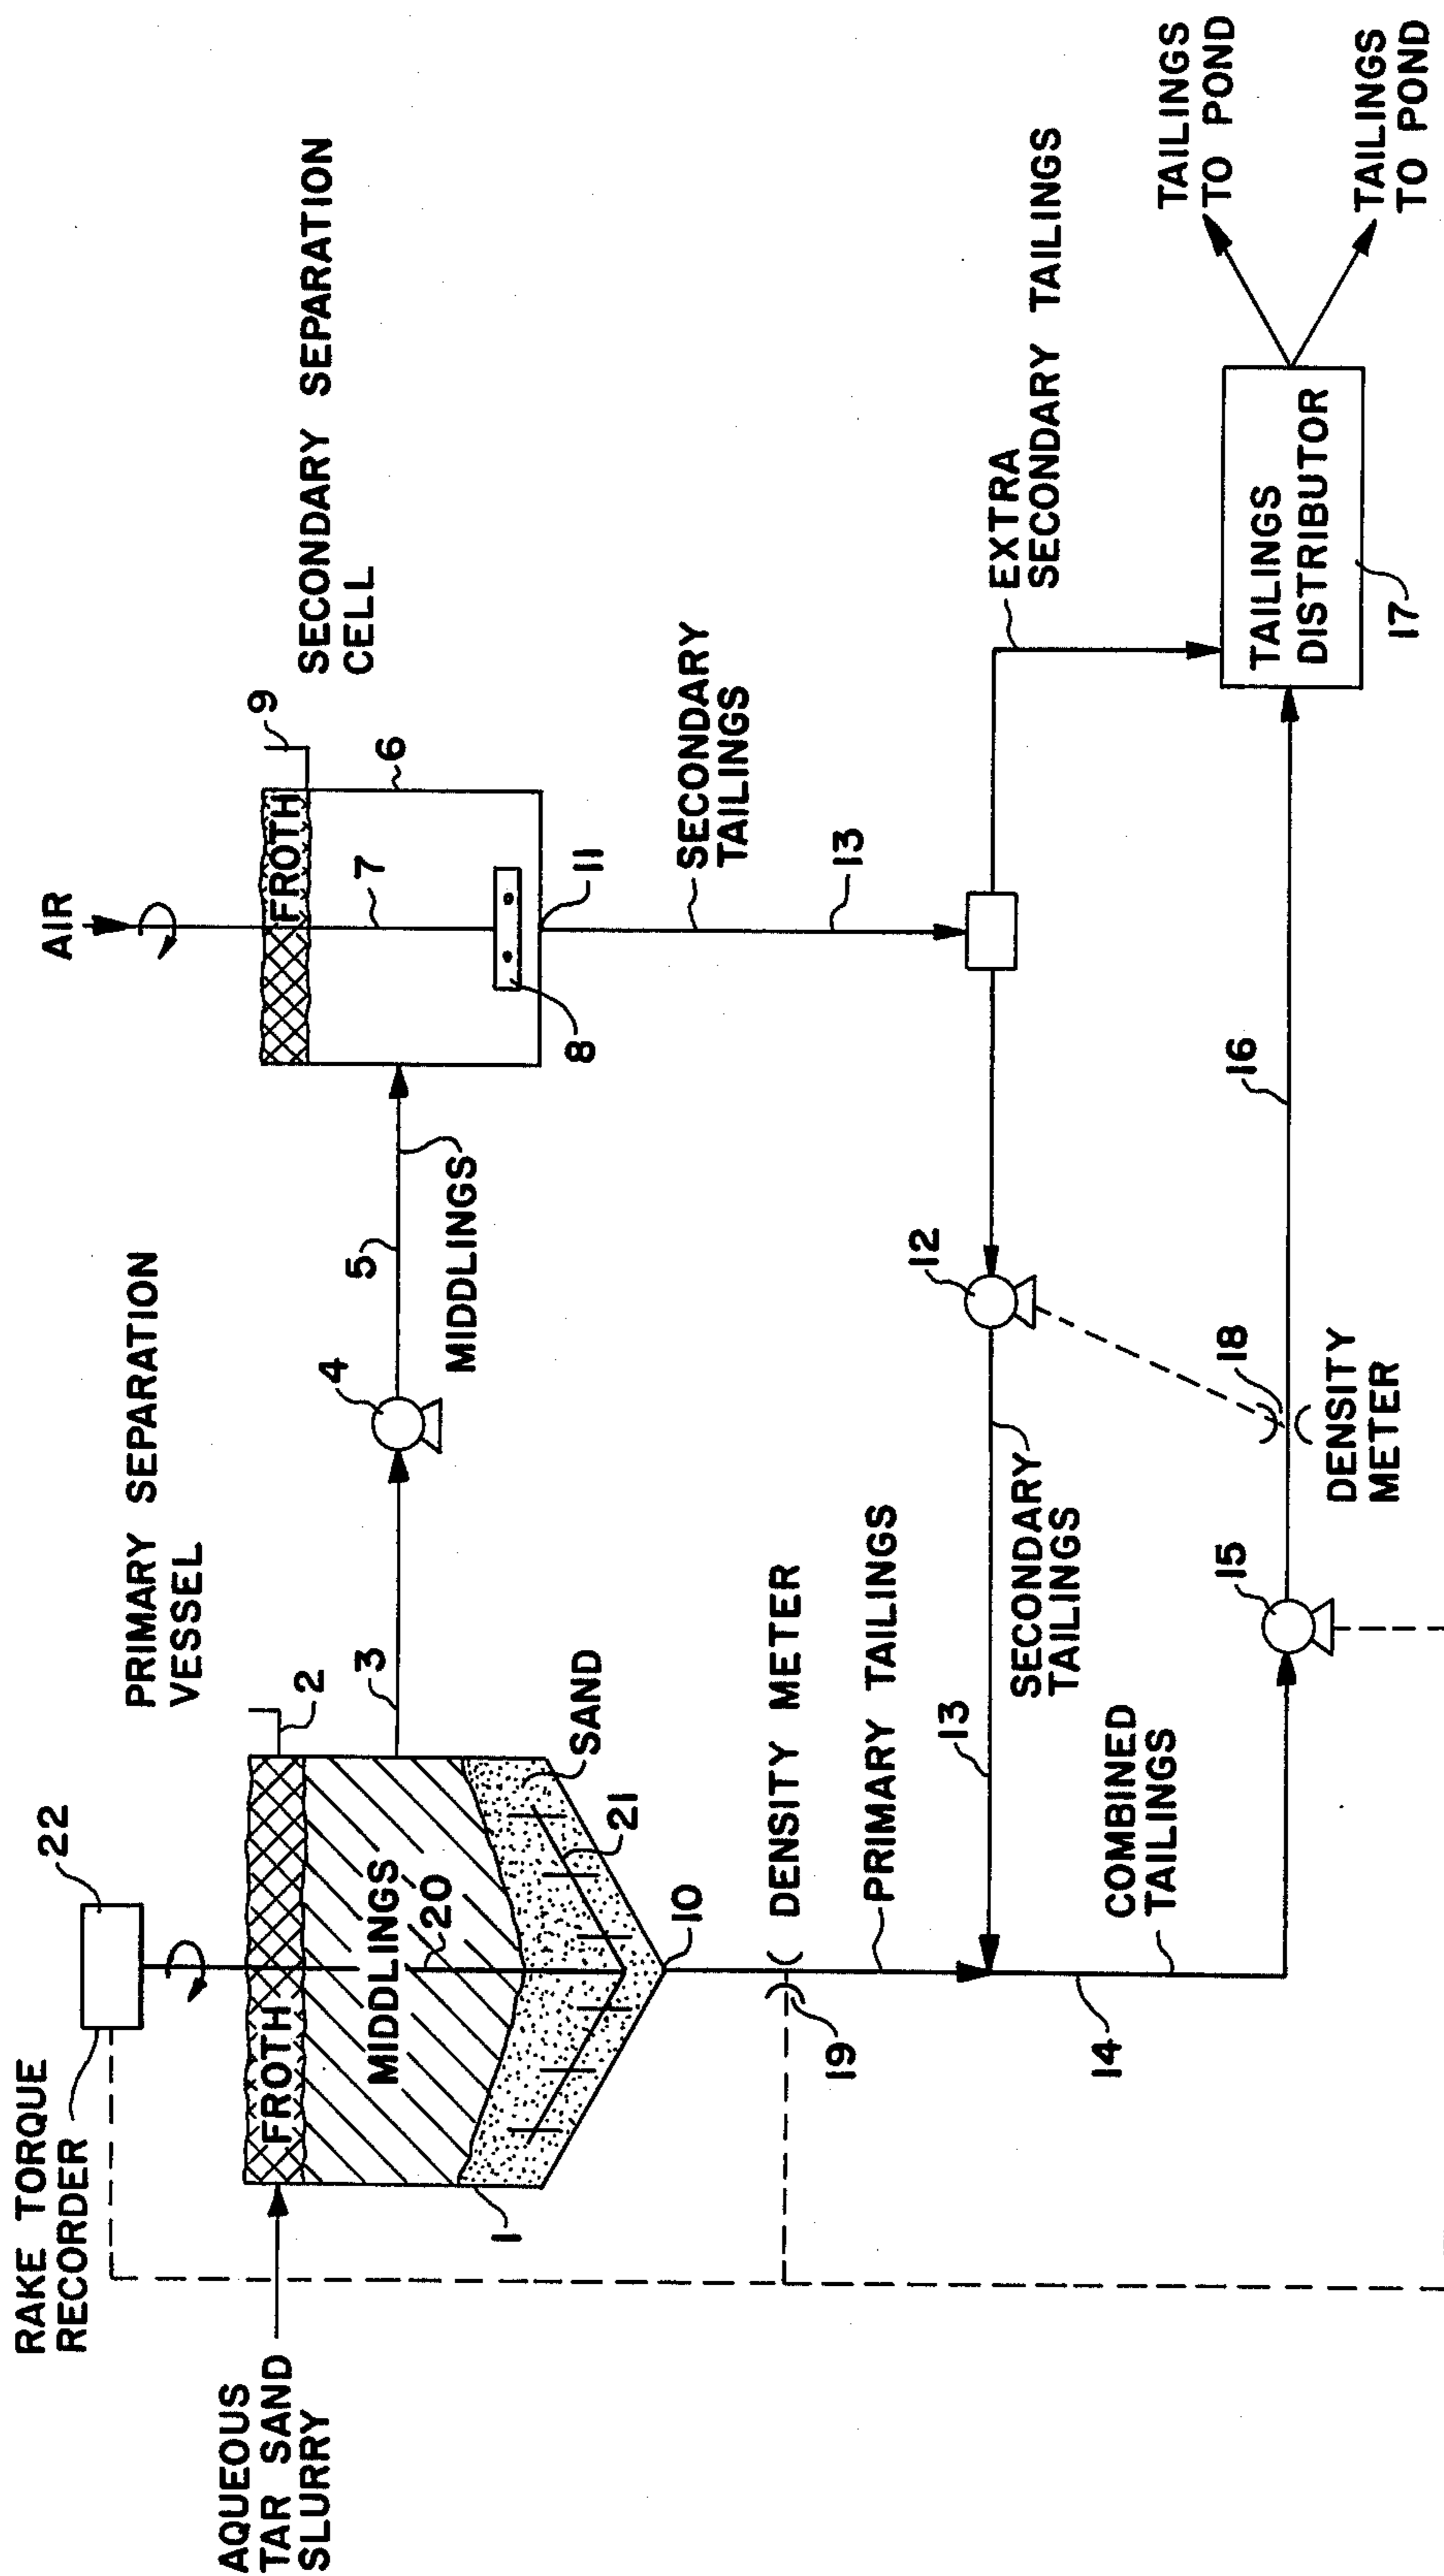 RAKE TORQUE
RECORDER
22
AQUEOUS
TAR SAND
SLURRY
FROTH
MIDDLINGS
20
1
2
PRIMARY SEPARATION
VESSEL
SAND
21
10
3
4
5
MIDDLINGS
AIR
FROTH
7
8
9
6
11
SECONDARY SEPARATION
CELL
SECONDARY
TAILINGS
13
EXTRA
SECONDARY TAILINGS
DENSITY METER
19
PRIMARY TAILINGS
13
SECONDARY
TAILINGS
12
COMBINED
TAILINGS
14
15
18
DENSITY
METER
16
TAILINGS
DISTRIBUTOR
17
TAILINGS
TO POND
TAILINGS
TO POND